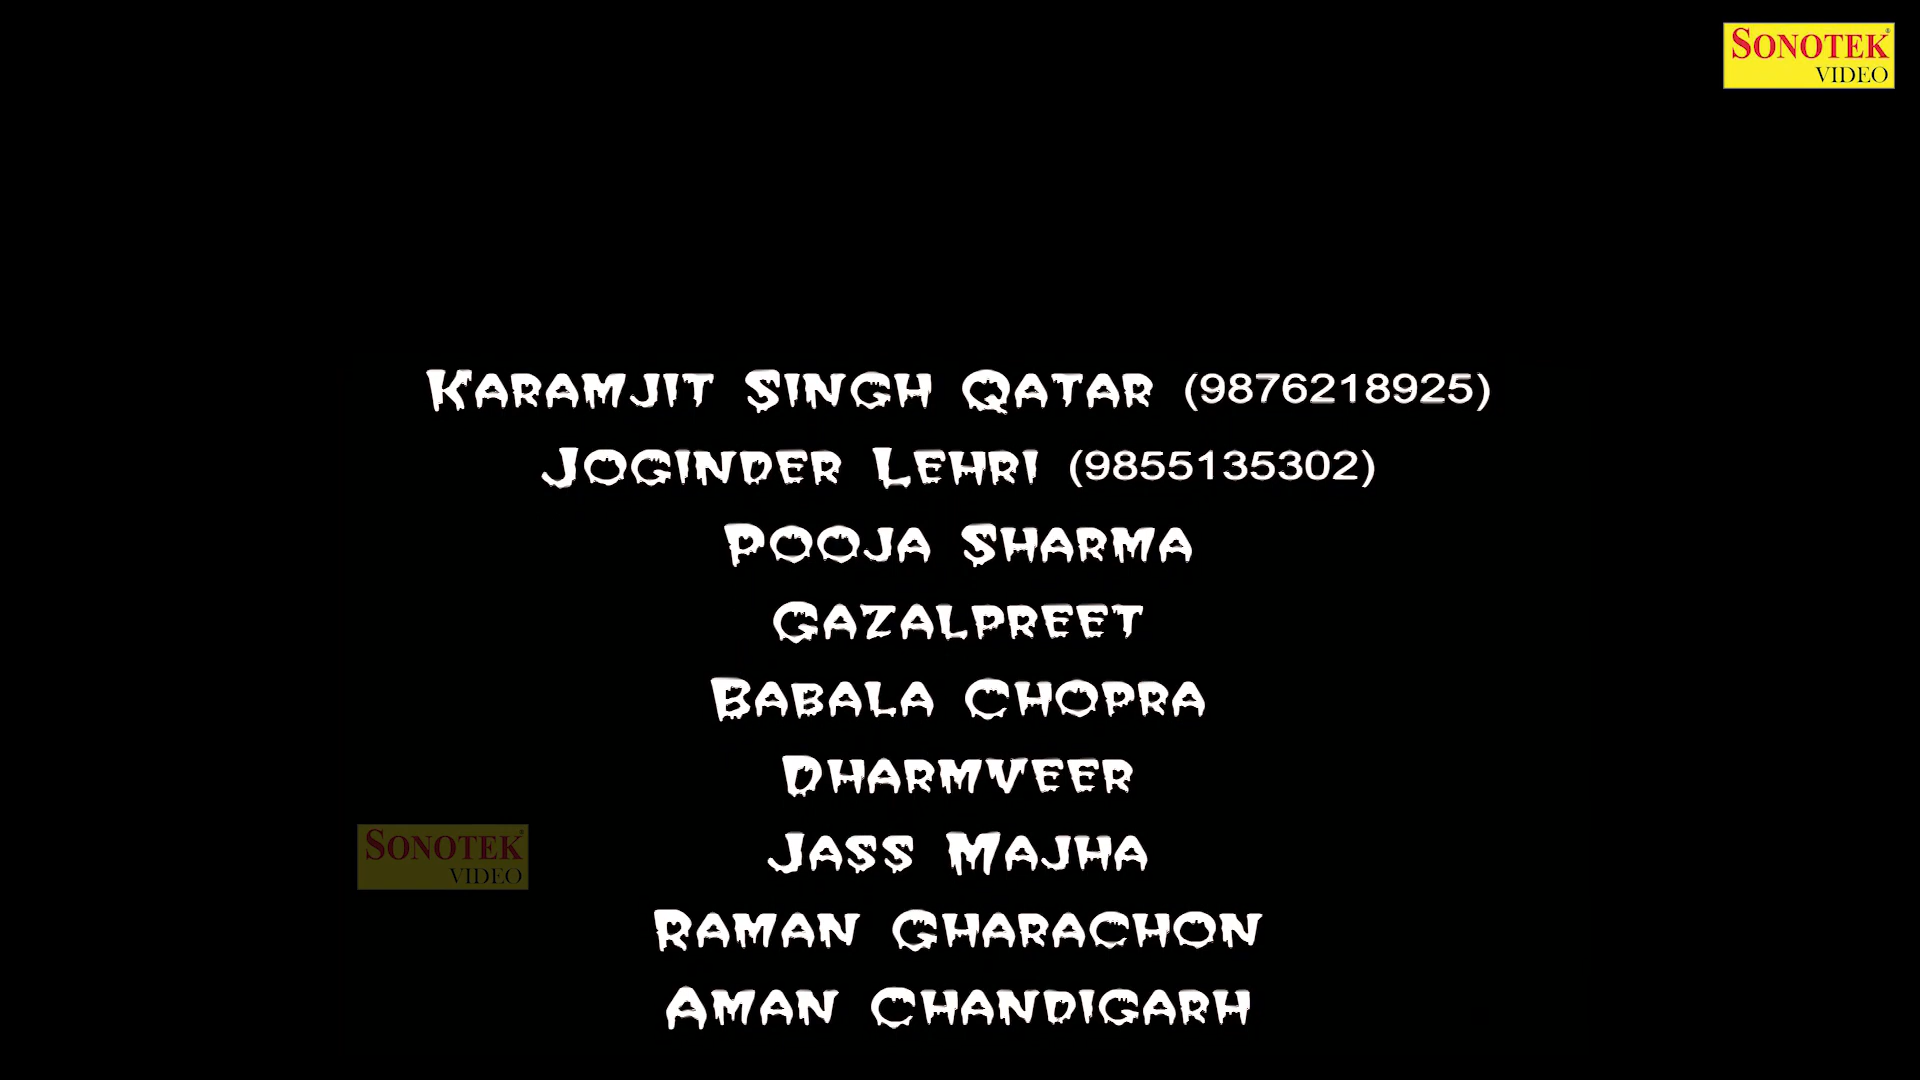 SONOTEK
VIDEO
KARAMJIT SINGH QATAR (9876218925)
JOGINDER LEHRI (9855135302)
POOJA SHARMA
GAZALPREET
BABALA CHOPRA
DHARMVEER
JASS MAJHA
SONOTEK
VIDEO
RAMAN GHARACHON
AMAN CHANDIGARH